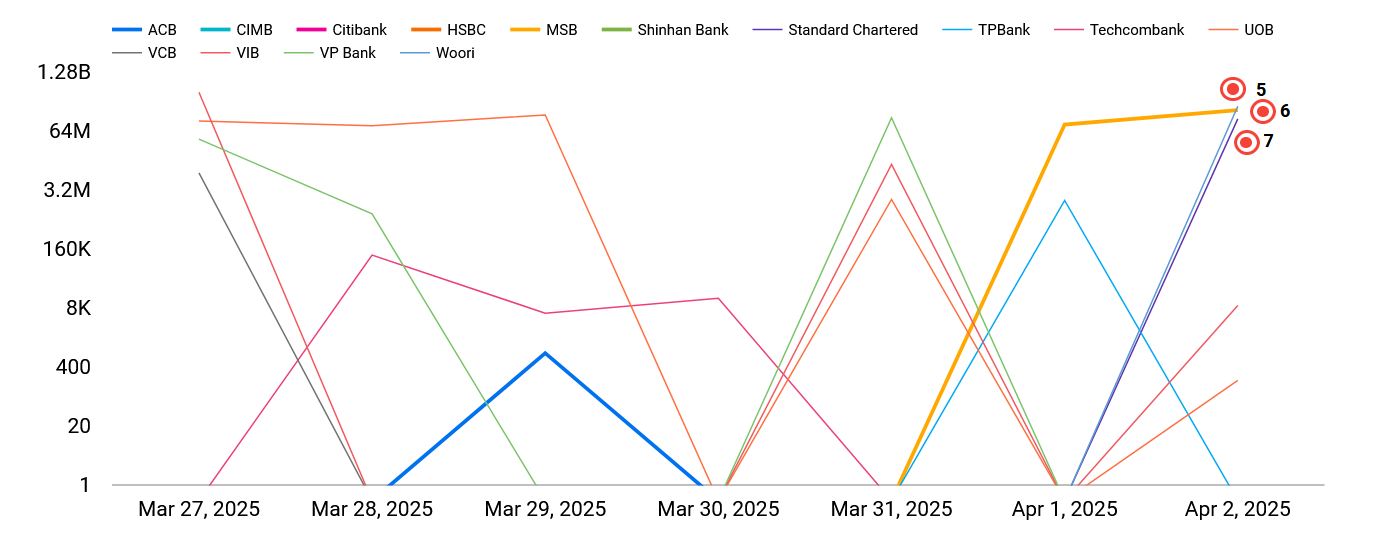 ACB CIMB Citibank HSBC MSB Shinhan Bank Standard Chartered TPBank Techcombank UOB
VCB VIB VP Bank Woori
1.28B
64M
3.2M
160K
8K
400
20
1
5
6
7
Mar 27, 2025 Mar 28, 2025 Mar 29, 2025 Mar 30, 2025 Mar 31, 2025 Apr 1, 2025 Apr 2, 2025